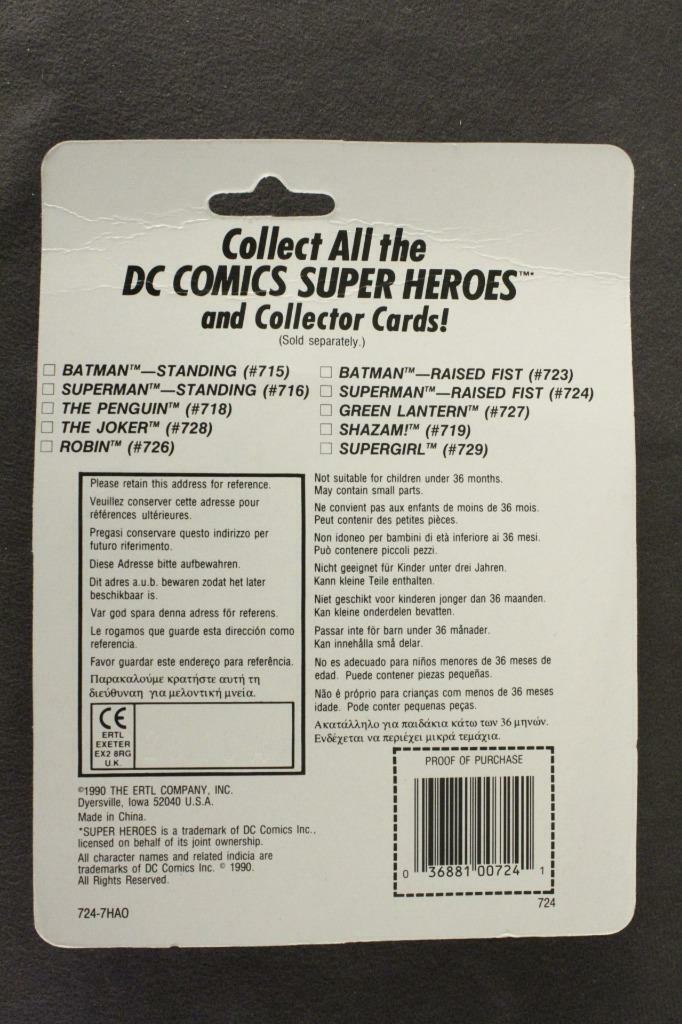 Collect All the
DC COMICS SUPER HEROES™*
and Collector Cards!
(Sold separately.)
☐ BATMAN™—STANDING (#715)
☐ SUPERMAN™—STANDING (#716)
☐ THE PENGUIN™ (#718)
☐ THE JOKER™ (#728)
☐ ROBIN™ (#726)
☐ BATMAN™—RAISED FIST (#723)
☐ SUPERMAN™—RAISED FIST (#724)
☐ GREEN LANTERN™ (#727)
☐ SHAZAM!™ (#719)
☐ SUPERGIRL™ (#729)
Please retain this address for reference.
Veuillez conserver cette adresse pour
références ultérieures.
Pregasi conservare questo indirizzo per
futuro riferimento.
Diese Adresse bitte aufbewahren.
Dit adres a.u.b. bewaren zodat het later
beschikbaar is.
Var god spara denna adress för referens.
Le rogamos que guarde esta dirección como
referencia.
Favor guardar este endereço para referência.
Παρακαλούμε κρατήστε αυτή τη
διεύθυναη για μελοντική μνεία.
CE
ERTL
EXETER
EX2 8RG
U.K.
Not suitable for children under 36 months.
May contain small parts.
Ne convient pas aux enfants de moins de 36 mois.
Peut contenir des petites pièces.
Non idoneo per bambini di età inferiore ai 36 mesi.
Può contenere piccoli pezzi.
Nicht geeignet für Kinder unter drei Jahren.
Kann kleine Teile enthalten.
Niet geschikt voor kinderen jonger dan 36 maanden.
Kan kleine onderdelen bevatten.
Passar inte för barn under 36 månader.
Kan innehålla små delar.
No es adecuado para niños menores de 36 meses de
edad. Puede contener piezas pequeñas.
Não é próprio para crianças com menos de 36 meses
idade. Pode conter pequenas peças.
Ακατάλληλο για παιδάκια κάτω των 36 μηνών.
Ενδέχεται να περιέχει μικρά τεμάχια.
©1990 THE ERTL COMPANY, INC.
Dyersville, Iowa 52040 U.S.A.
Made in China.
*SUPER HEROES is a trademark of DC Comics Inc.,
licensed on behalf of its joint ownership.
All character names and related indicia are
trademarks of DC Comics Inc. © 1990.
All Rights Reserved.
724-7HAO
PROOF OF PURCHASE
0 36881 00724 1
724